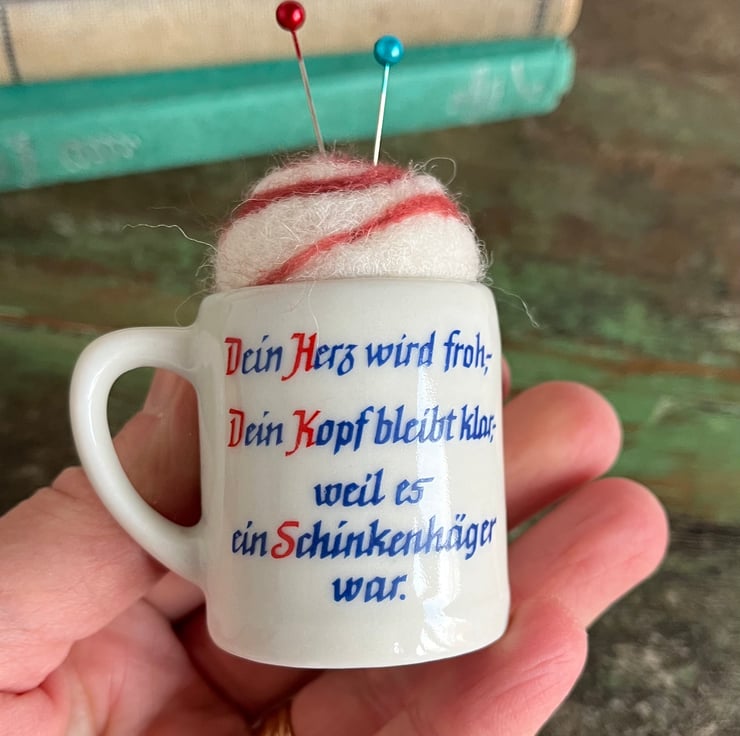 Dein Herz wird froh,-
Dein Kopf bleibt klar,-
weil es
ein Schinkenhäger
war.